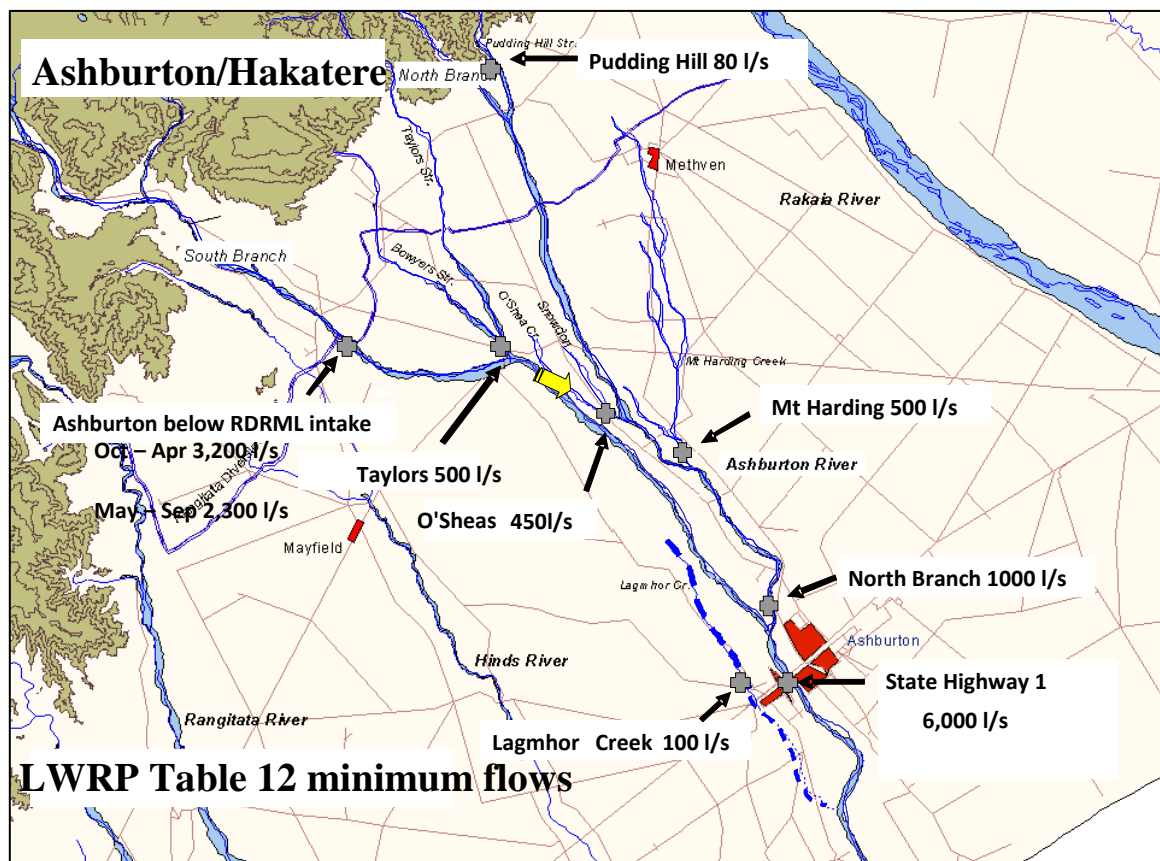 Pudding Hill Str.
Ashburton/Hakatere
North Branch
Pudding Hill 80 l/s
Taylors Str.
Methven
Rakaia River
South Branch
Bowyers Str.
O'Shea Cr.
Snowdon
Mt Harding Creek
Ashburton below RDRML intake
Oct – Apr 3,200 l/s
May – Sep 2,300 l/s
Mt Harding 500 l/s
Ashburton River
Taylors 500 l/s
O'Sheas 450l/s
Mayfield
Lagmhor Cr.
North Branch 1000 l/s
Ashburton
Hinds River
State Highway 1
6,000 l/s
Rangitata River
Lagmhor Creek 100 l/s
LWRP Table 12 minimum flows